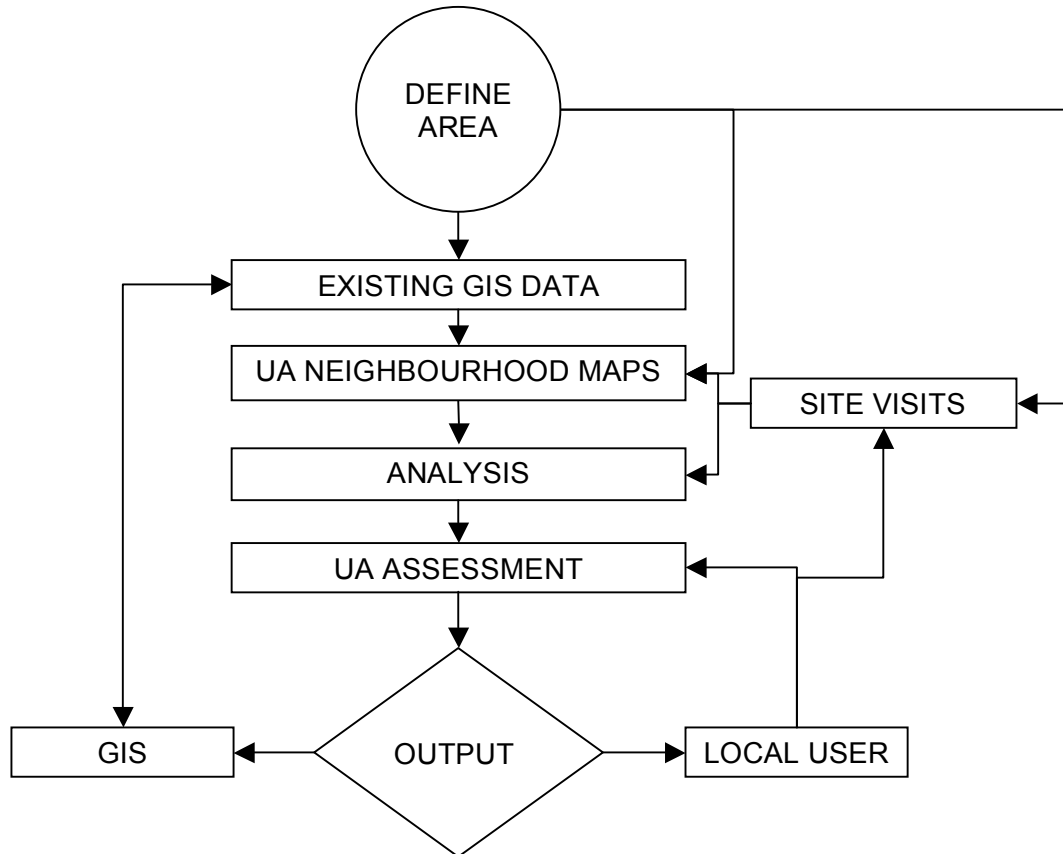 DEFINE
AREA
EXISTING GIS DATA
UA NEIGHBOURHOOD MAPS
SITE VISITS
ANALYSIS
UA ASSESSMENT
GIS
OUTPUT
LOCAL USER